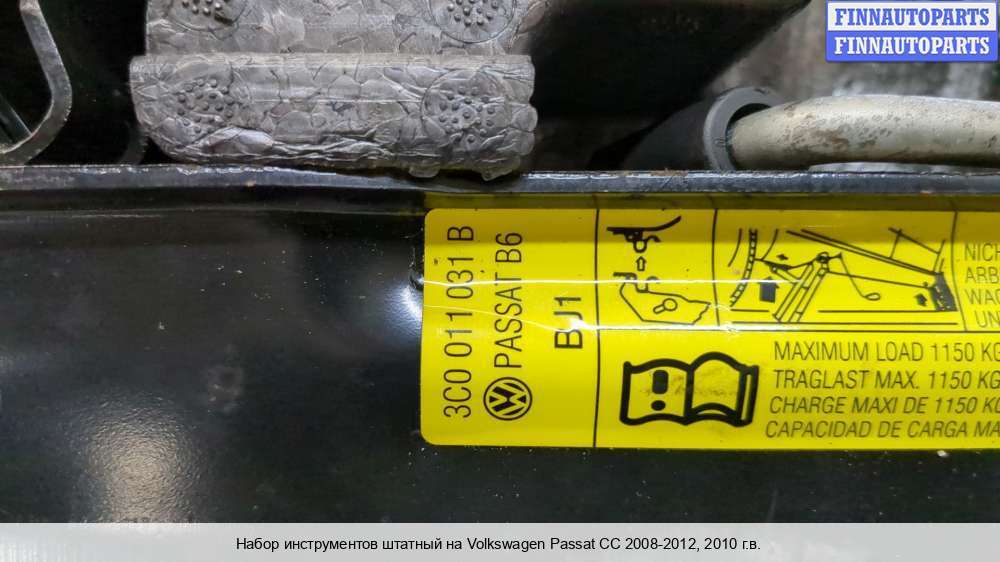 FINNAUTOPARTS
FINNAUTOPARTS
3C0 011 031 B
PASSAT B6
BJ1
NICH
ARB
WAG
UN
MAXIMUM LOAD 1150 KG
TRAGLAST MAX. 1150 KG
CHARGE MAXI DE 1150 KG
CAPACIDAD DE CARGA MA
Набор инструментов штатный на Volkswagen Passat CC 2008-2012, 2010 г.в.